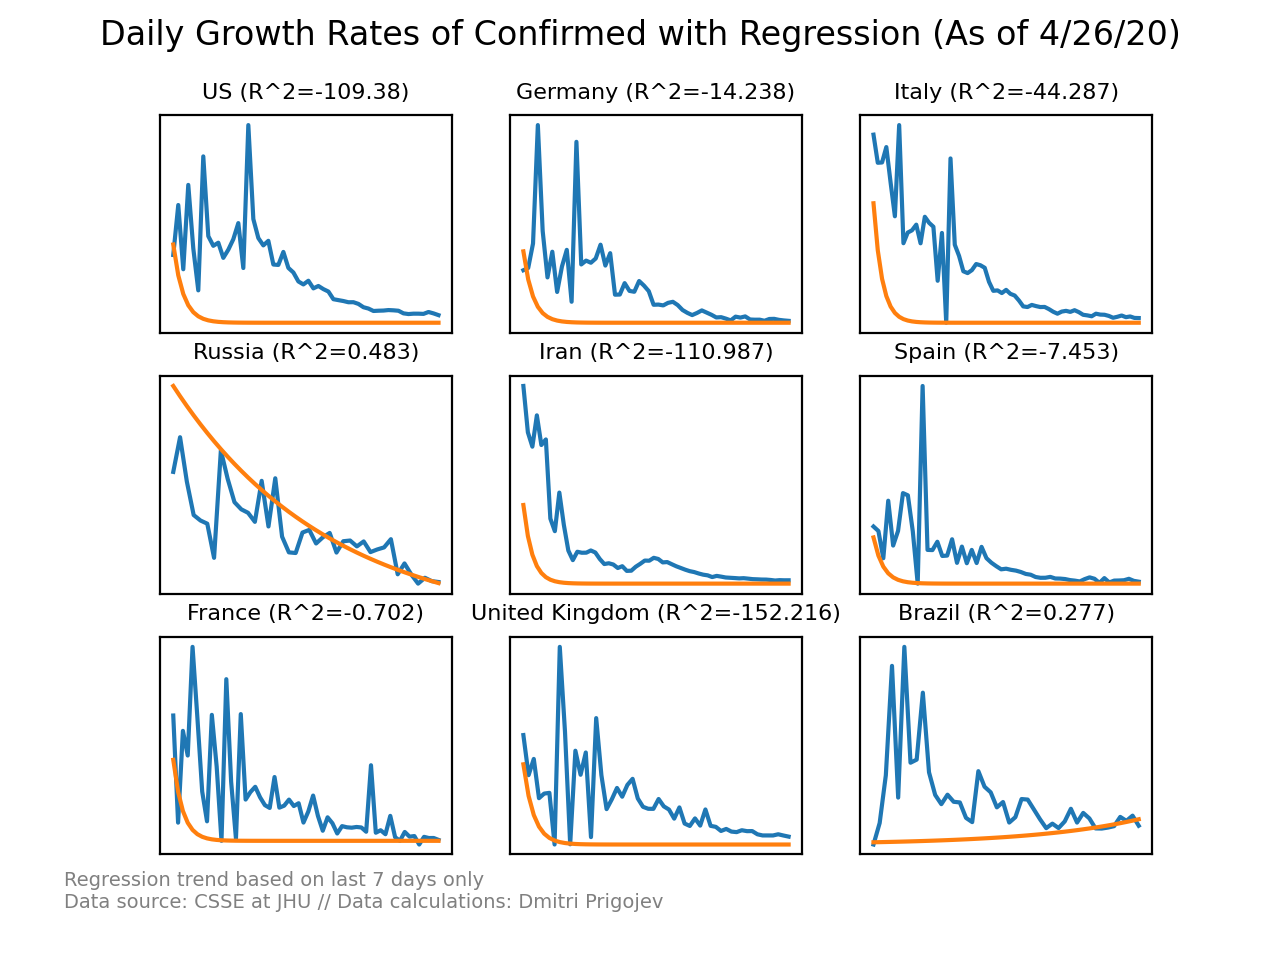 Daily Growth Rates of Confirmed with Regression (As of 4/26/20)
US (R^2=-109.38)
Germany (R^2=-14.238)
Italy (R^2=-44.287)
Russia (R^2=0.483)
Iran (R^2=-110.987)
Spain (R^2=-7.453)
France (R^2=-0.702)
United Kingdom (R^2=-152.216)
Brazil (R^2=0.277)
Regression trend based on last 7 days only
Data source: CSSE at JHU // Data calculations: Dmitri Prigojev